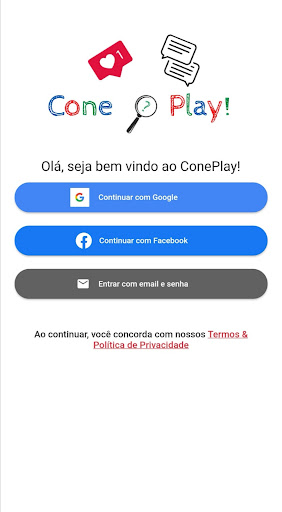 1
Cone ? Play!
Olá, seja bem vindo ao ConePlay!
G Continuar com Google
f Continuar com Facebook
Entrar com email e senha
Ao continuar, você concorda com nossos Termos &
Política de Privacidade